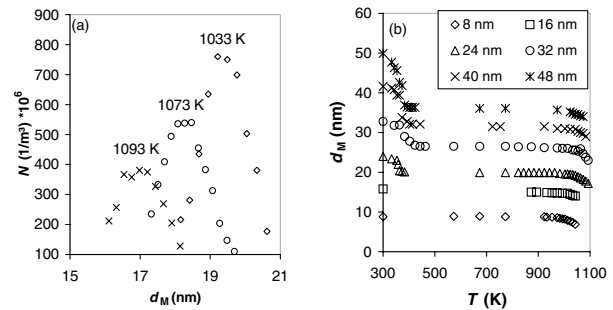 (a)
N (1/m³) *10⁶
900
800
700
600
500
400
300
200
100
1033 K
1073 K
1093 K
15 17 19 21
d_M (nm)
(b)
d_M (nm)
60
50
40
30
20
10
0
8 nm 16 nm
24 nm 32 nm
40 nm 48 nm
300 500 700 900 1100
T (K)